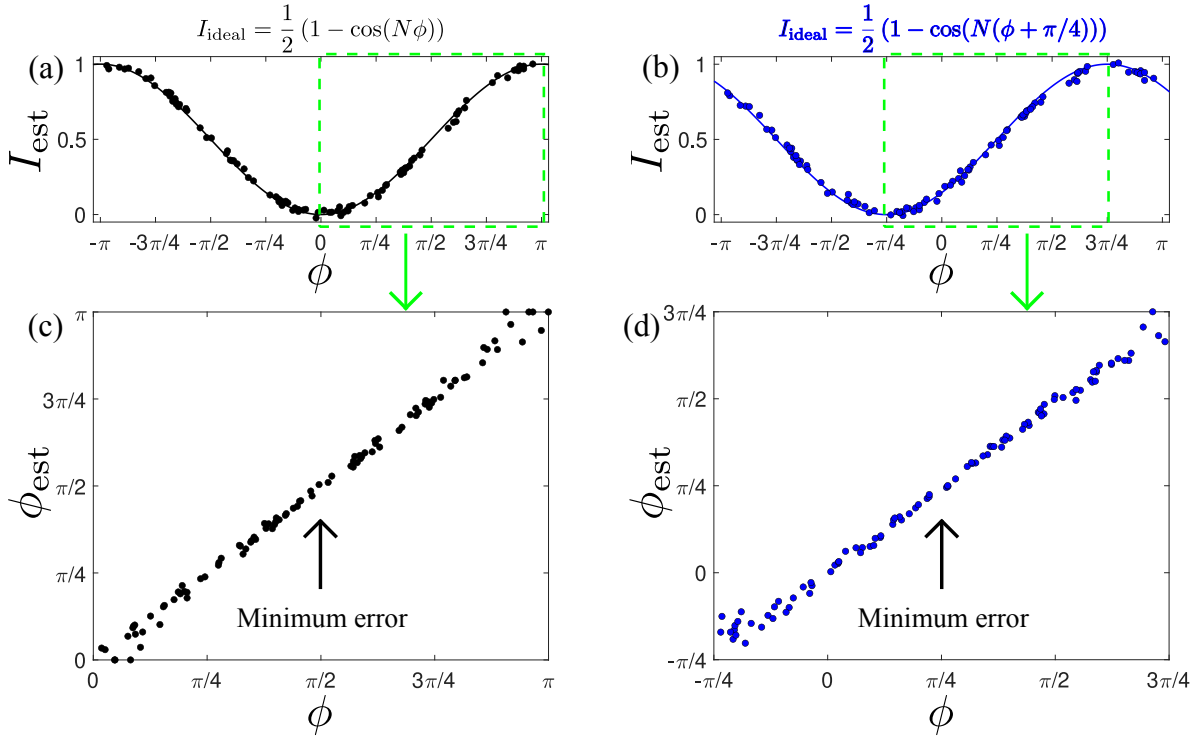 I_ideal = 1/2 (1 − cos(Nϕ))
I_ideal = 1/2 (1 − cos(N(ϕ + π/4)))
(a)
I_est
1
0.5
0
-π -3π/4 -π/2 -π/4 0 π/4 π/2 3π/4 π
ϕ
(b)
I_est
1
0.5
0
-π -3π/4 -π/2 -π/4 0 π/4 π/2 3π/4 π
ϕ
(c)
ϕ_est
π
3π/4
π/2
π/4
0
Minimum error
0 π/4 π/2 3π/4 π
ϕ
(d)
ϕ_est
3π/4
π/2
π/4
0
-π/4
Minimum error
-π/4 0 π/4 π/2 3π/4
ϕ